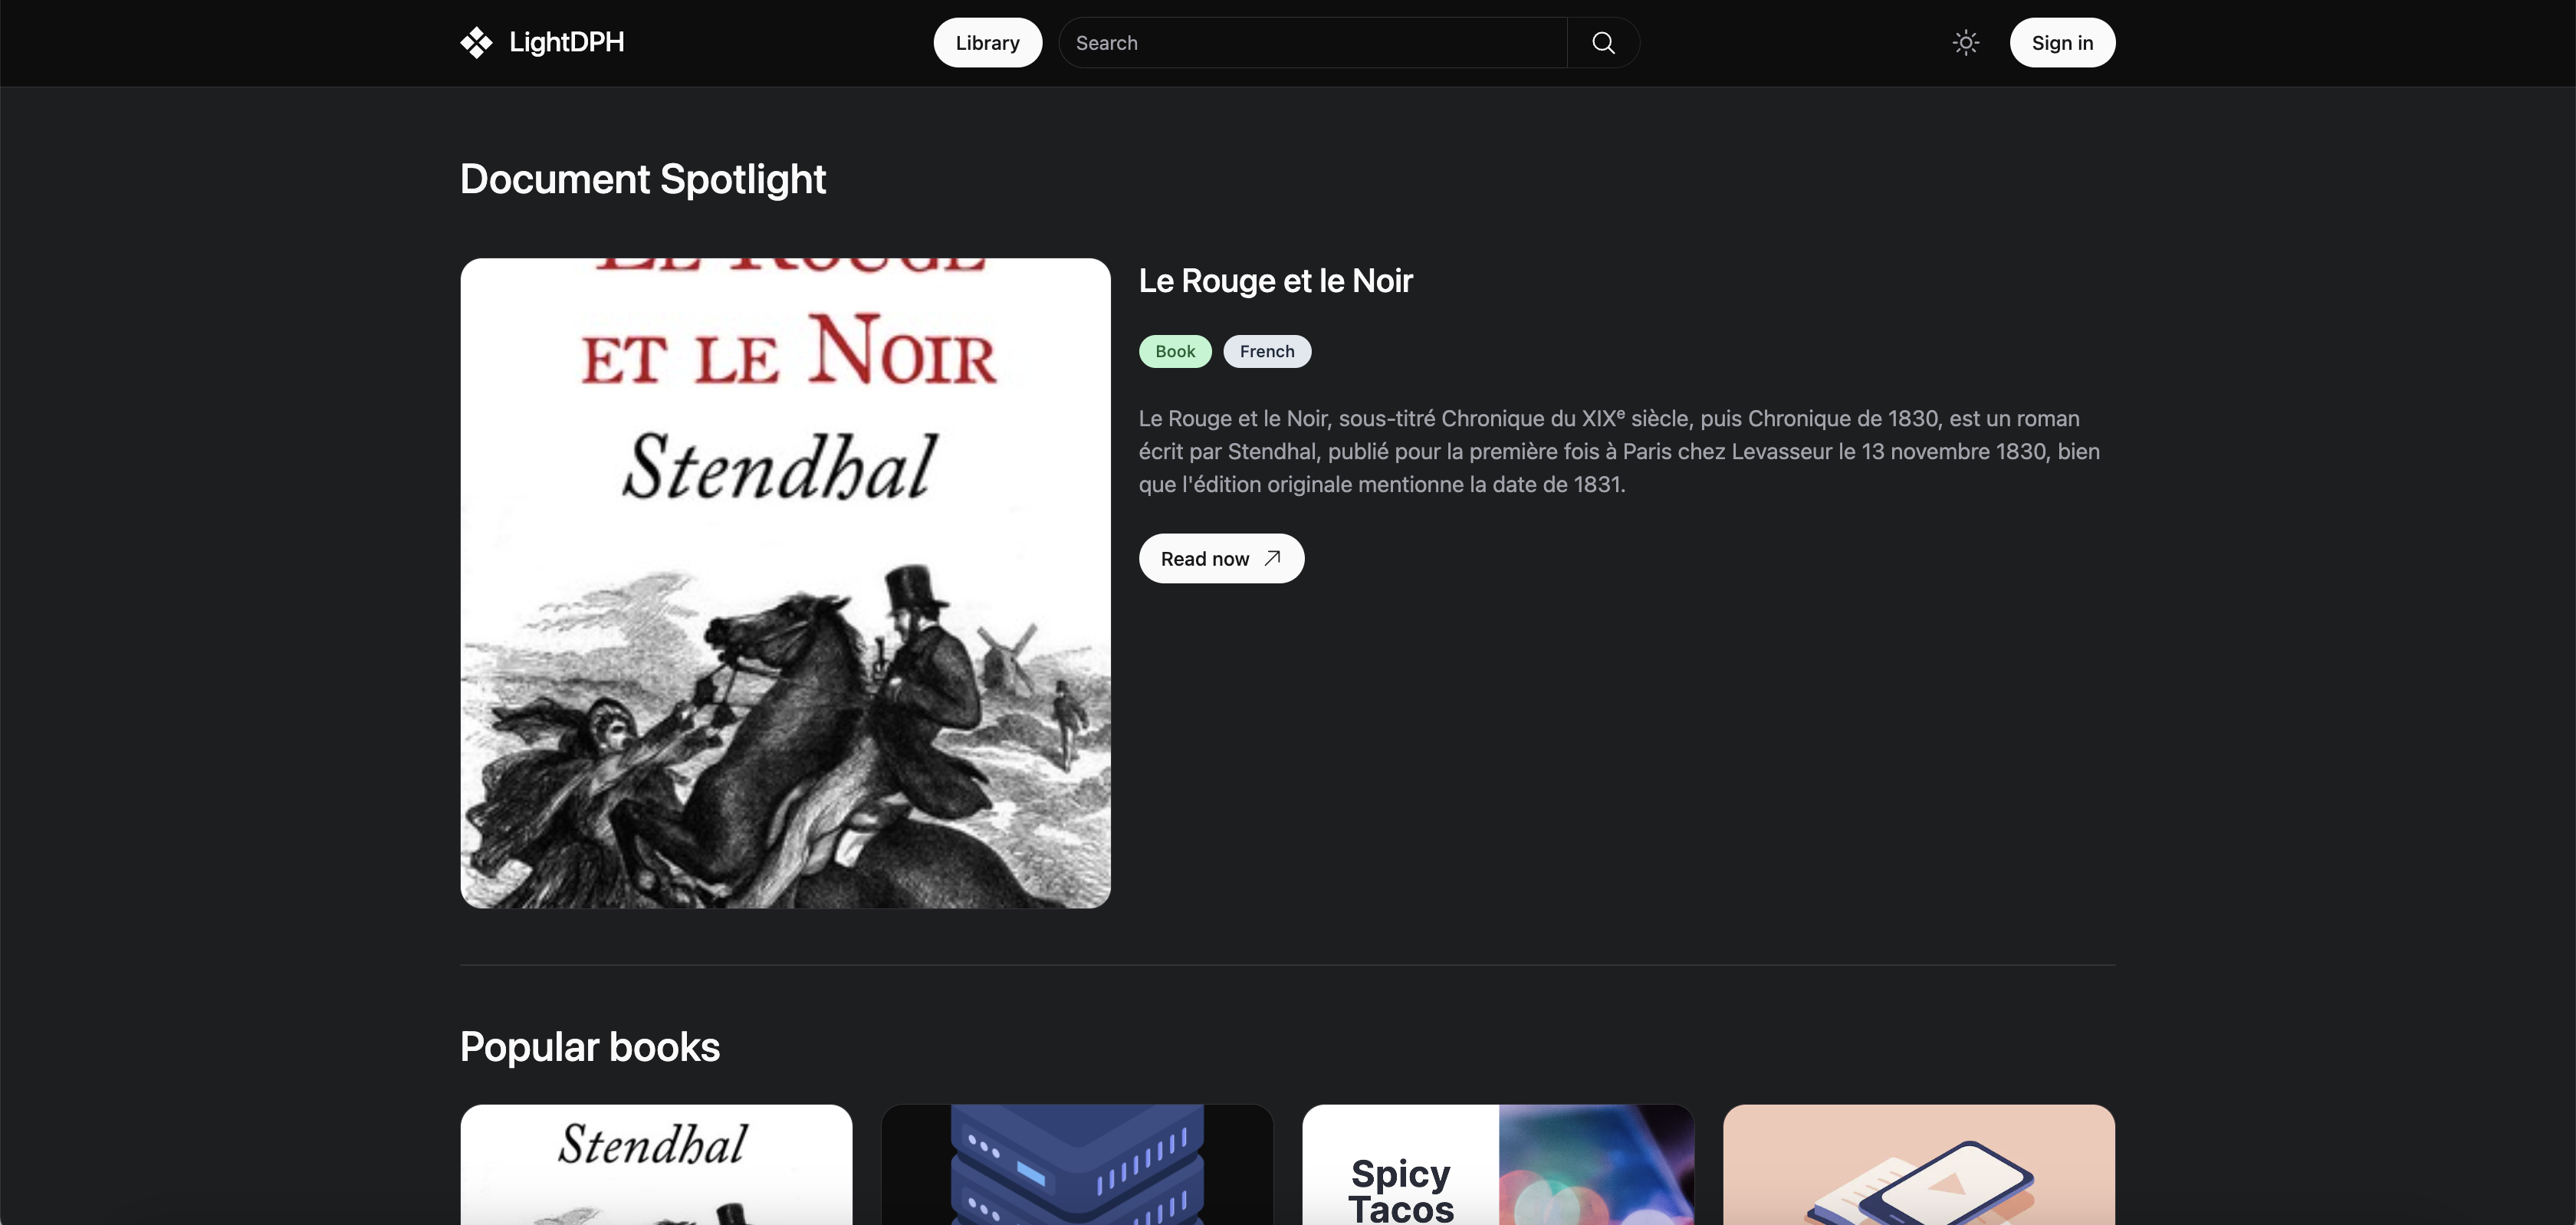 LightDPH
Library
Search
Sign in
Document Spotlight
LE ROUGE
ET LE NOIR
Stendhal
Le Rouge et le Noir
Book
French
Le Rouge et le Noir, sous-titré Chronique du XIXᵉ siècle, puis Chronique de 1830, est un roman
écrit par Stendhal, publié pour la première fois à Paris chez Levasseur le 13 novembre 1830, bien
que l'édition originale mentionne la date de 1831.
Read now
Popular books
Stendhal
Spicy
Tacos